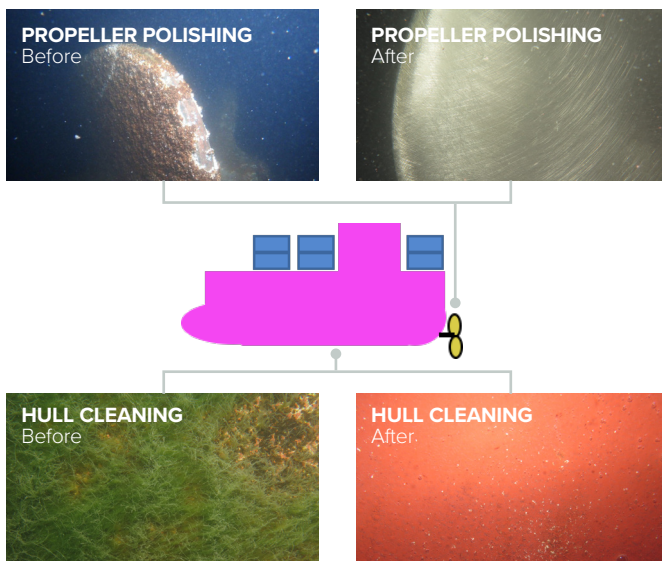 PROPELLER POLISHING
Before
PROPELLER POLISHING
After
HULL CLEANING
Before
HULL CLEANING
After